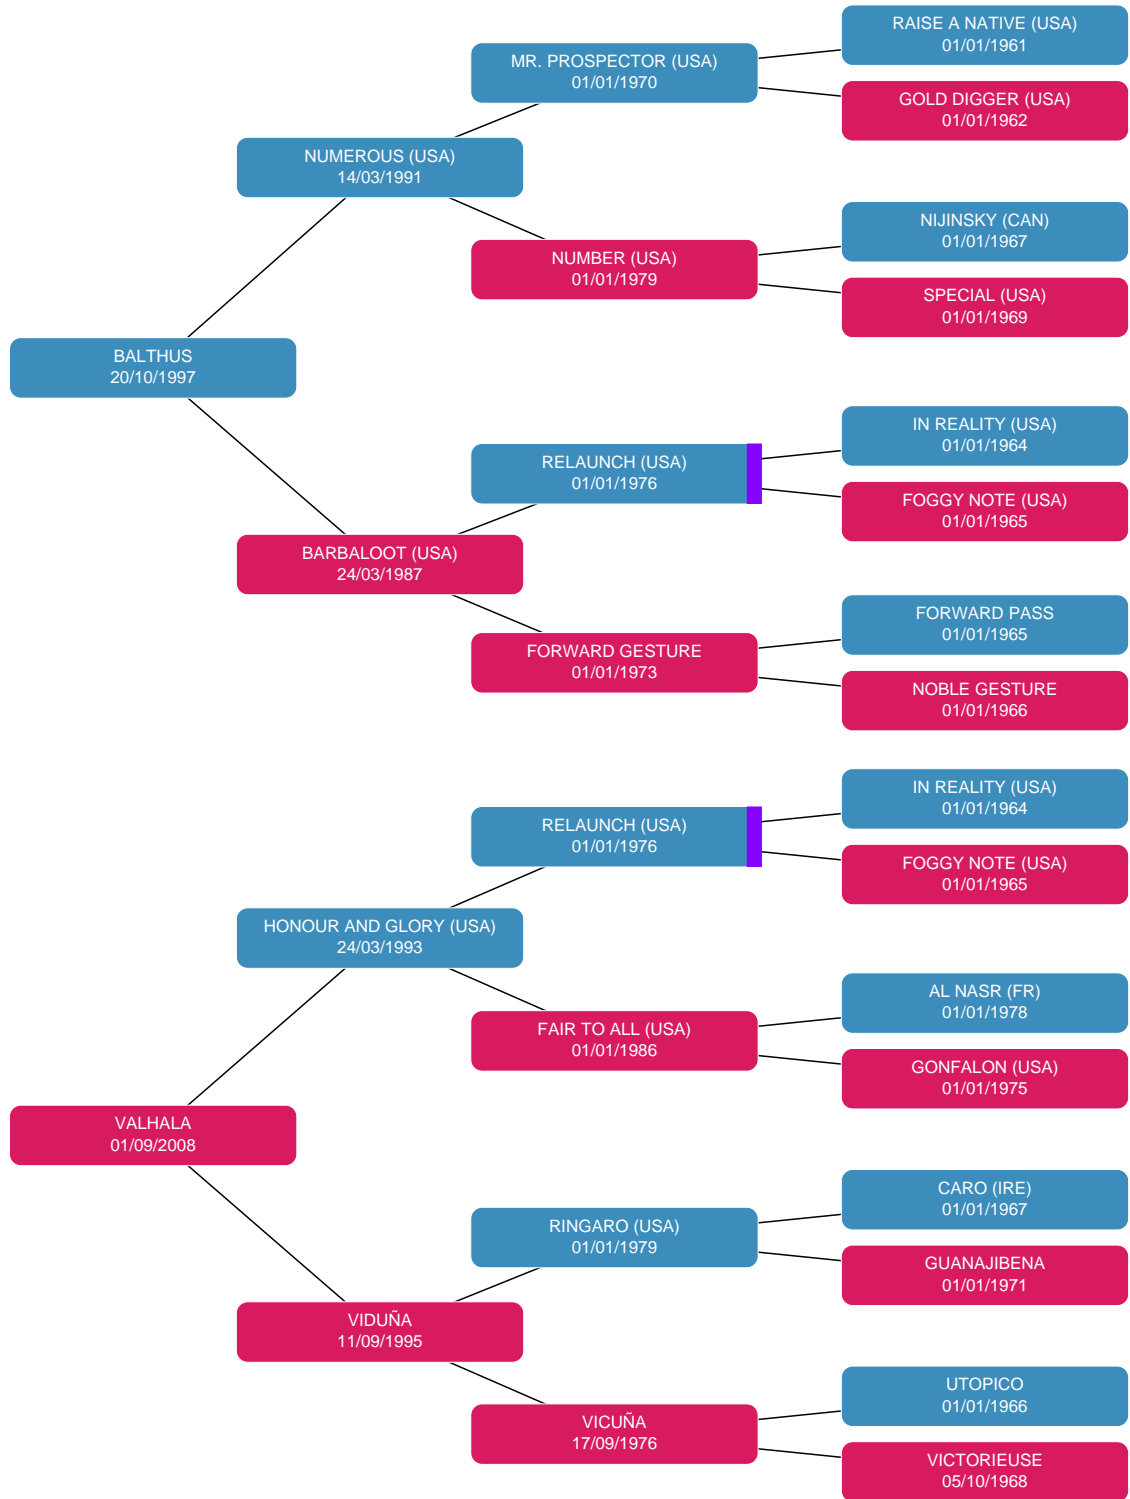 RAISE A NATIVE (USA)
01/01/1961
MR. PROSPECTOR (USA)
01/01/1970
GOLD DIGGER (USA)
01/01/1962
NUMEROUS (USA)
14/03/1991
NIJINSKY (CAN)
01/01/1967
NUMBER (USA)
01/01/1979
SPECIAL (USA)
01/01/1969
BALTHUS
20/10/1997
IN REALITY (USA)
01/01/1964
RELAUNCH (USA)
01/01/1976
FOGGY NOTE (USA)
01/01/1965
BARBALOOT (USA)
24/03/1987
FORWARD PASS
01/01/1965
FORWARD GESTURE
01/01/1973
NOBLE GESTURE
01/01/1966
IN REALITY (USA)
01/01/1964
RELAUNCH (USA)
01/01/1976
FOGGY NOTE (USA)
01/01/1965
HONOUR AND GLORY (USA)
24/03/1993
AL NASR (FR)
01/01/1978
FAIR TO ALL (USA)
01/01/1986
GONFALON (USA)
01/01/1975
VALHALA
01/09/2008
CARO (IRE)
01/01/1967
RINGARO (USA)
01/01/1979
GUANAJIBENA
01/01/1971
VIDUÑA
11/09/1995
UTOPICO
01/01/1966
VICUÑA
17/09/1976
VICTORIEUSE
05/10/1968